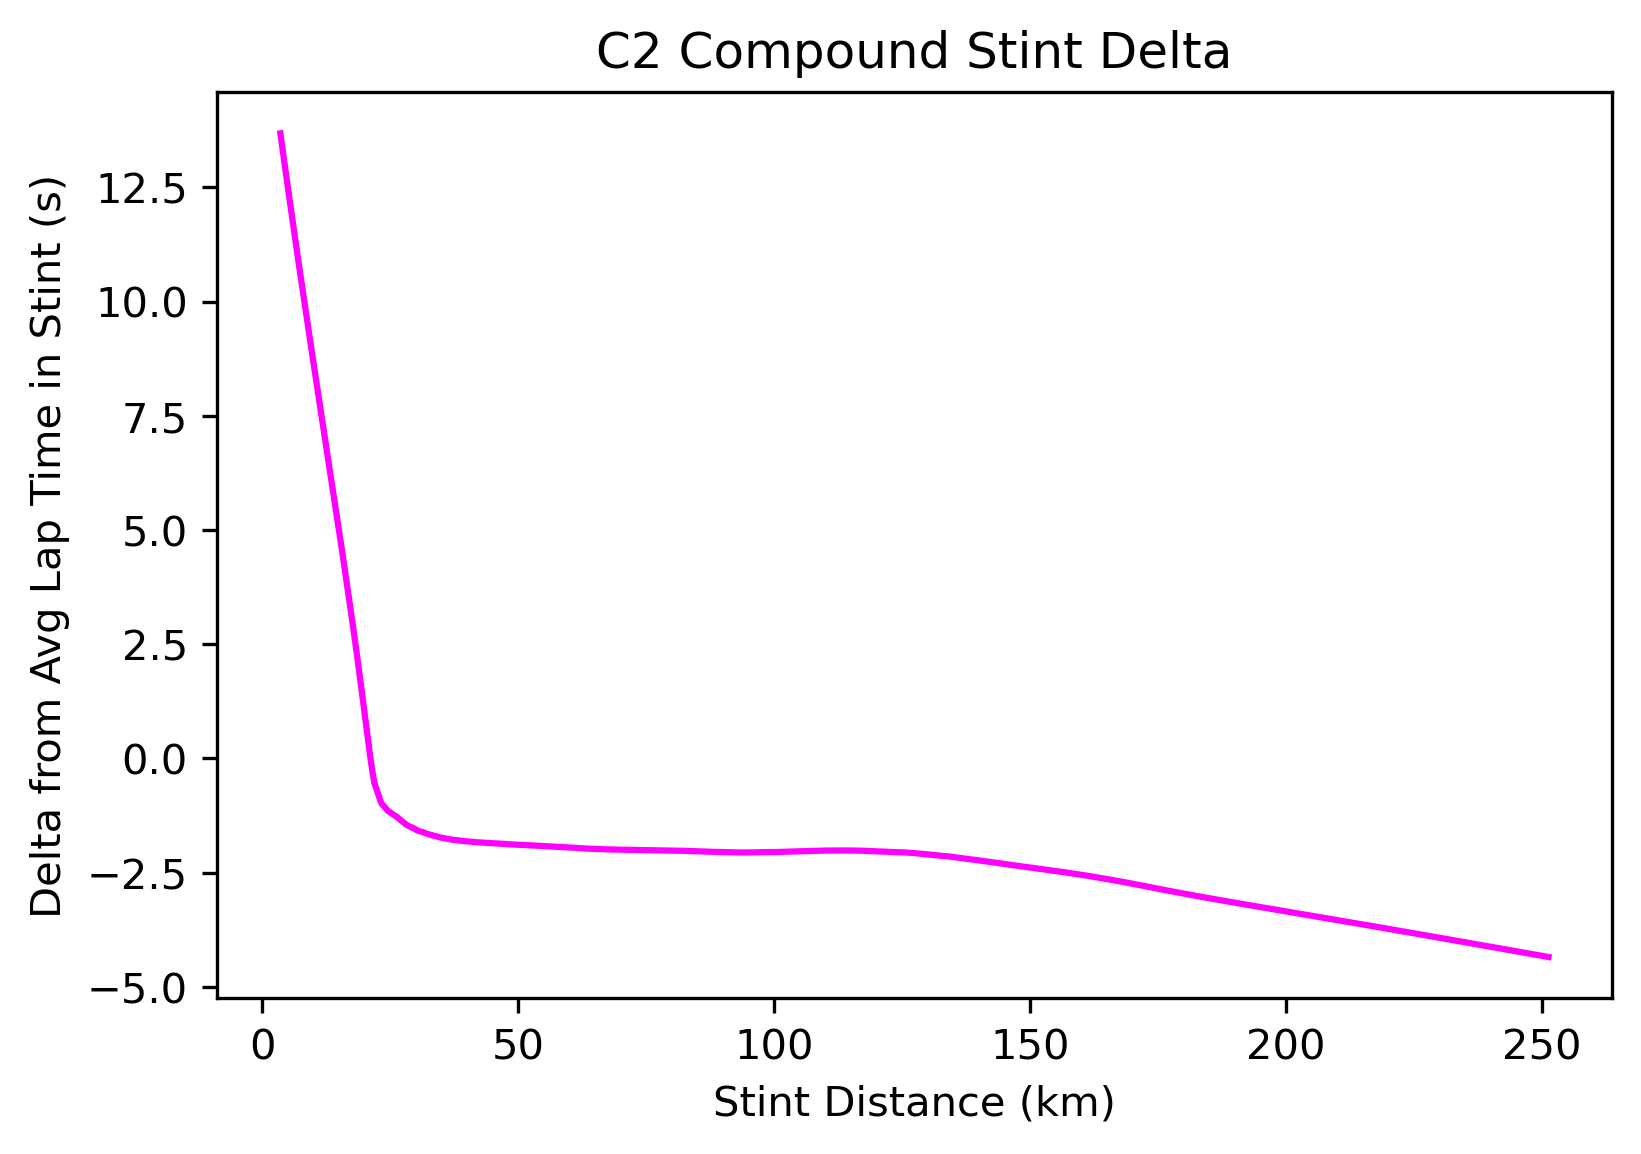 C2 Compound Stint Delta
Delta from Avg Lap Time in Stint (s)
12.5
10.0
7.5
5.0
2.5
0.0
−2.5
−5.0
0 50 100 150 200 250
Stint Distance (km)